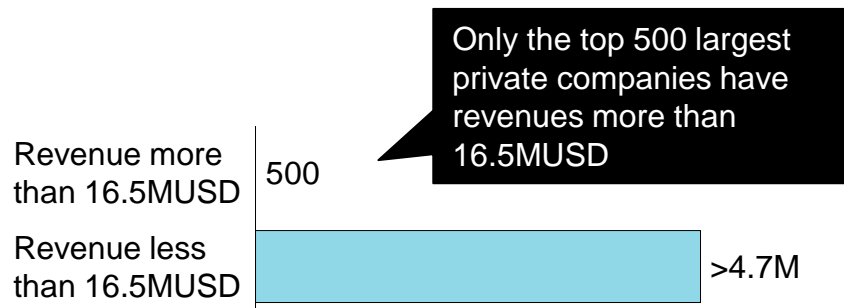 Only the top 500 largest
private companies have
revenues more than
16.5MUSD
Revenue more
than 16.5MUSD
500
Revenue less
than 16.5MUSD
>4.7M